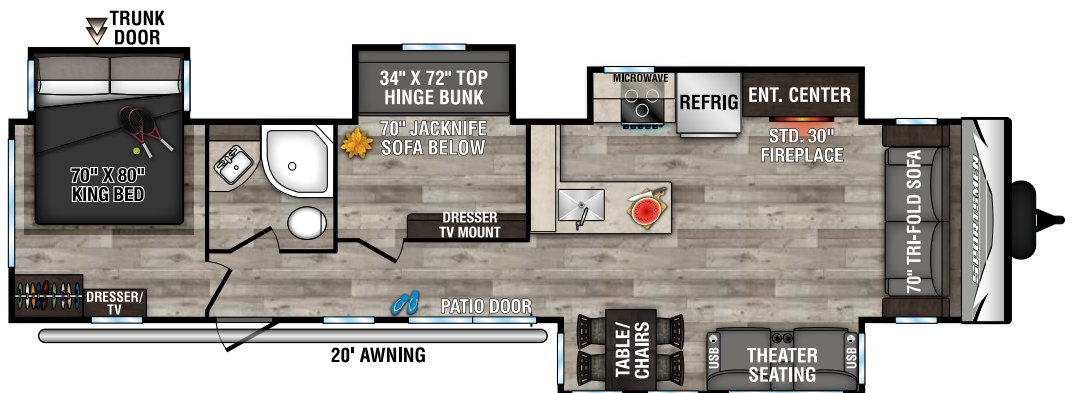 TRUNK
DOOR
MICROWAVE
34" X 72" TOP
HINGE BUNK
REFRIG
ENT. CENTER
70" JACKNIFE
SOFA BELOW
STD. 30"
FIREPLACE
70" X 80"
KING BED
70" TRI-FOLD SOFA
SPORTSMEN
DRESSER
TV MOUNT
DRESSER/
TV
PATIO DOOR
20' AWNING
TABLE/
CHAIRS
USB
THEATER
SEATING
USB